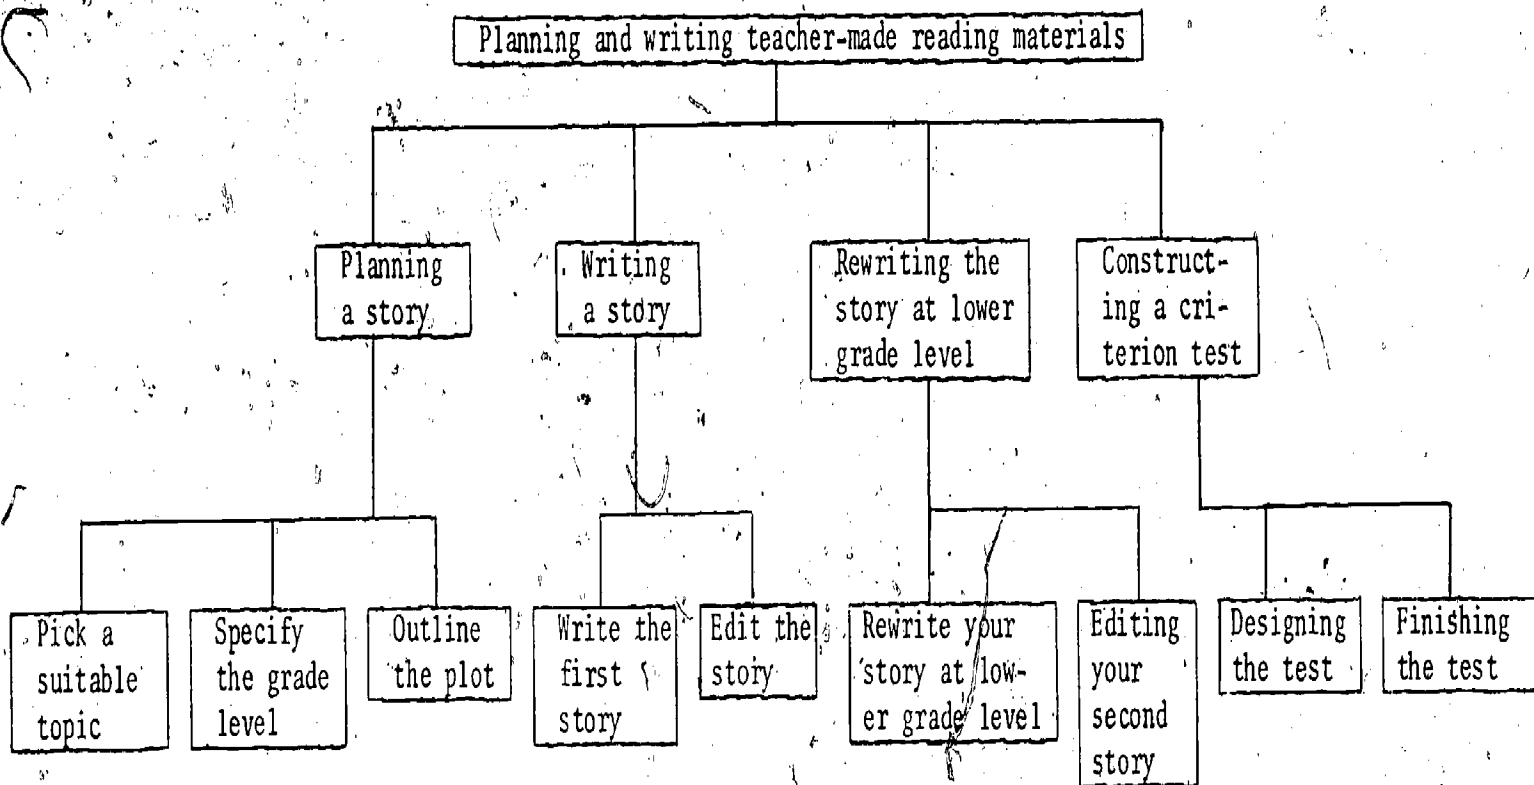 Planning and writing teacher-made reading materials
Planning
a story
Writing
a story
Rewriting the
story at lower
grade level
Construct-
ing a cri-
terion test
Pick a
suitable
topic
Specify
the grade
level
Outline
the plot
Write the
first
story
Edit the
story
Rewrite your
story at low-
er grade level
Editing
your
second
story
Designing
the test
Finishing
the test